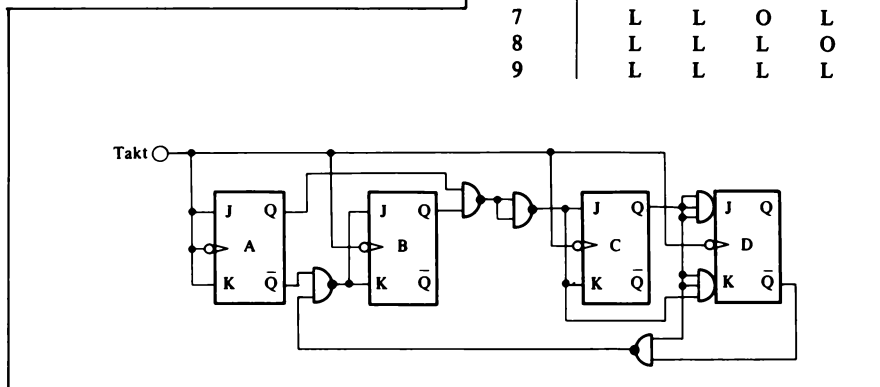 7 L L O L
8 L L L O
9 L L L L
Takt
J Q J Q J Q J Q
A B C D
K Q̅ K Q̅ K Q̅ K Q̅